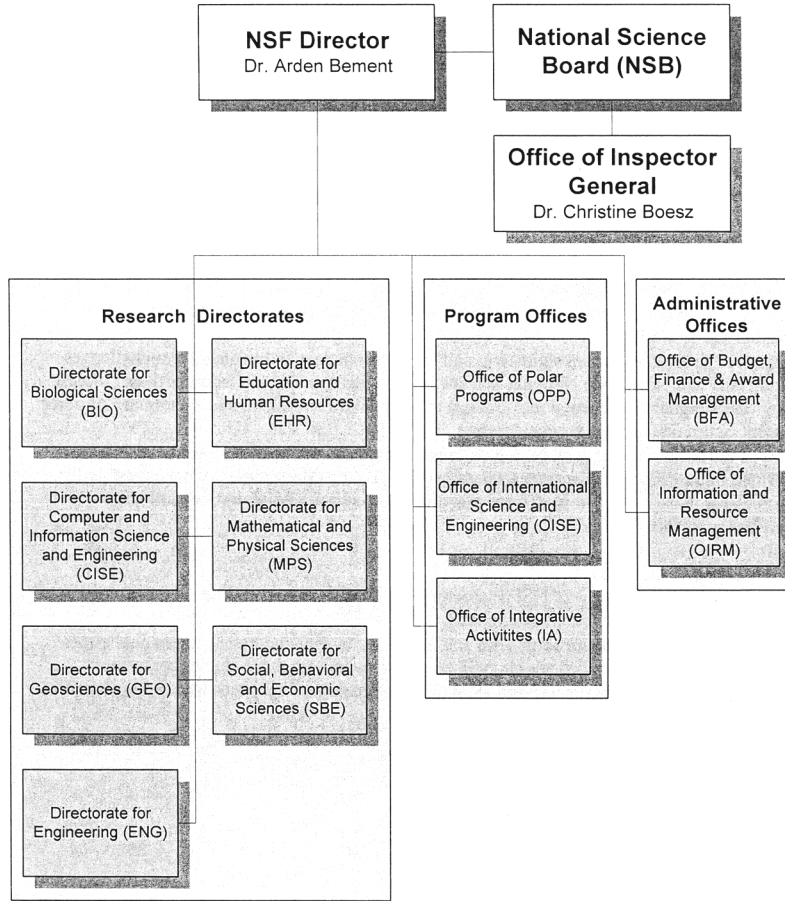 NSF Director
Dr. Arden Bement
National Science
Board (NSB)
Office of Inspector
General
Dr. Christine Boesz
Research Directorates
Directorate for
Biological Sciences
(BIO)
Directorate for
Education and
Human Resources
(EHR)
Directorate for
Computer and
Information Science
and Engineering
(CISE)
Directorate for
Mathematical and
Physical Sciences
(MPS)
Directorate for
Geosciences (GEO)
Directorate for
Social, Behavioral
and Economic
Sciences (SBE)
Directorate for
Engineering (ENG)
Program Offices
Office of Polar
Programs (OPP)
Office of International
Science and
Engineering (OISE)
Office of Integrative
Activitites (IA)
Administrative
Offices
Office of Budget,
Finance & Award
Management
(BFA)
Office of
Information and
Resource
Management
(OIRM)